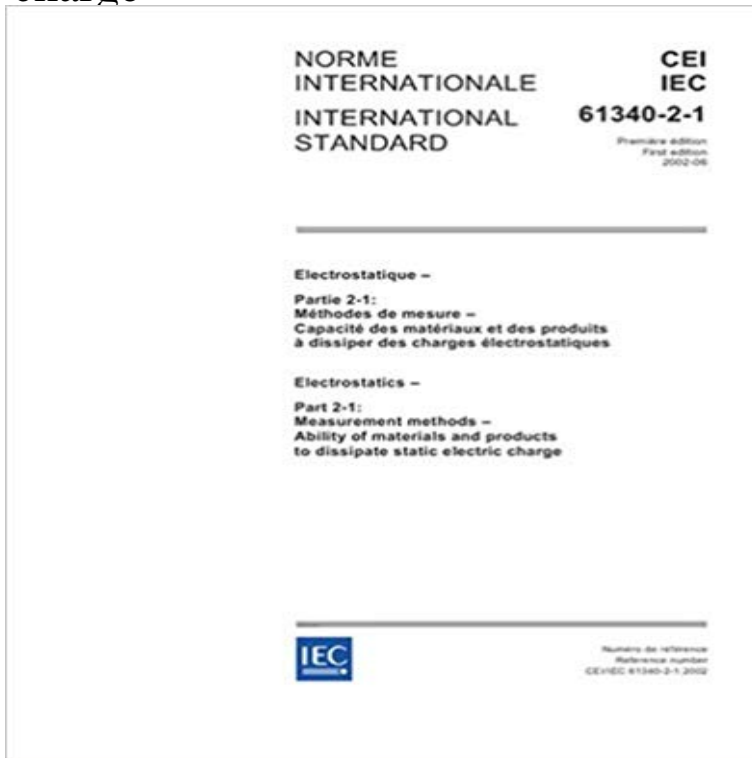 charge
NORME
INTERNATIONALE
CEI
IEC
INTERNATIONAL
STANDARD
61340-2-1
Première édition
First edition
2002-06
Electrostatique –
Partie 2-1:
Méthodes de mesure –
Capacité des matériaux et des produits
à dissiper des charges électrostatiques
Electrostatics –
Part 2-1:
Measurement methods –
Ability of materials and products
to dissipate static electric charge
IEC
Numéro de référence
Reference number
CEI/IEC 61340-2-1:2002